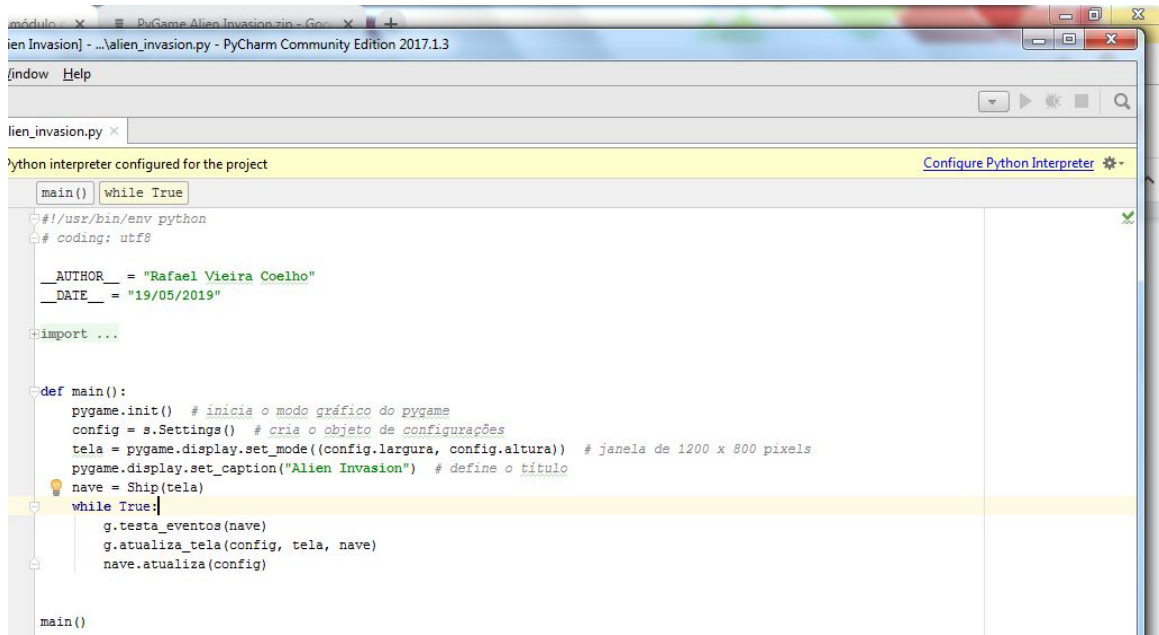 módulo
PyGame Alien Invasion.zip - Goo
ien Invasion] - ...\alien_invasion.py - PyCharm Community Edition 2017.1.3
Window Help
lien_invasion.py
Python interpreter configured for the project Configure Python Interpreter
main() while True
#!/usr/bin/env python
# coding: utf8
__AUTHOR__ = "Rafael Vieira Coelho"
__DATE__ = "19/05/2019"
import ...
def main():
pygame.init() # inicia o modo gráfico do pygame
config = s.Settings() # cria o objeto de configurações
tela = pygame.display.set_mode((config.largura, config.altura)) # janela de 1200 x 800 pixels
pygame.display.set_caption("Alien Invasion") # define o título
nave = Ship(tela)
while True:
g.testa_eventos(nave)
g.atualiza_tela(config, tela, nave)
nave.atualiza(config)
main()